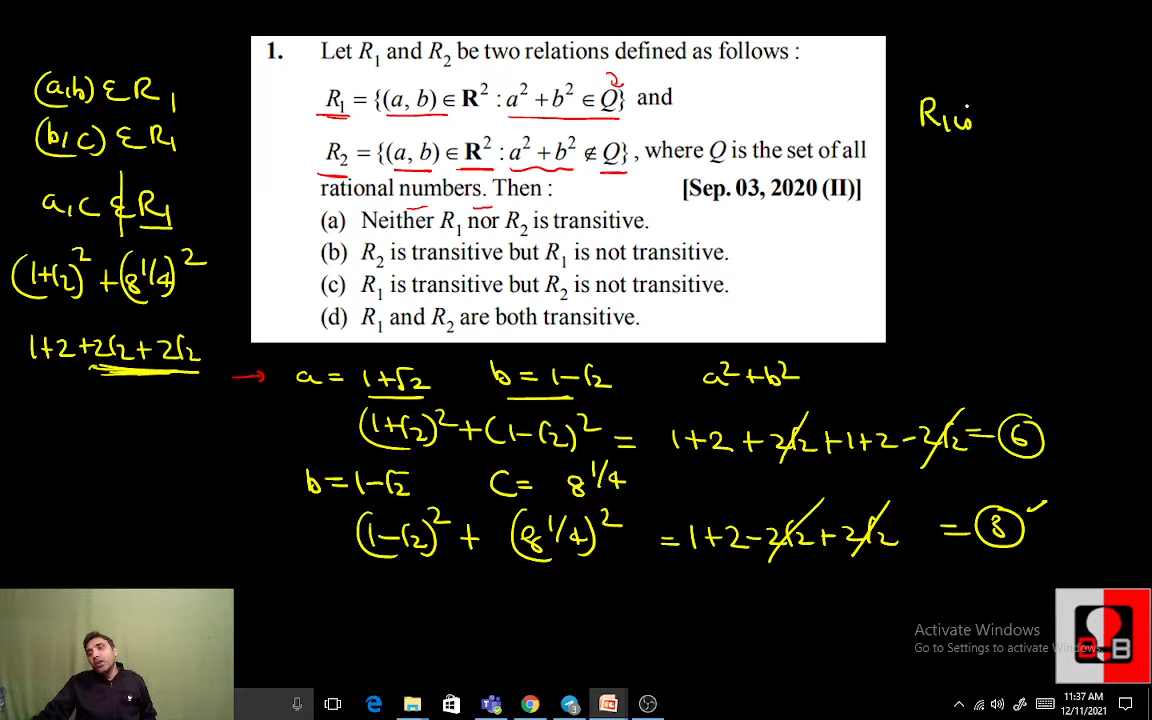 1. Let R₁ and R₂ be two relations defined as follows :
R₁ = {(a, b) ∈ R² : a² + b² ∈ Q} and
R₂ = {(a, b) ∈ R² : a² + b² ∉ Q}, where Q is the set of all
rational numbers. Then : [Sep. 03, 2020 (II)]
(a) Neither R₁ nor R₂ is transitive.
(b) R₂ is transitive but R₁ is not transitive.
(c) R₁ is transitive but R₂ is not transitive.
(d) R₁ and R₂ are both transitive.
(a,b) ∈ R₁
(b,c) ∈ R₁
a,c ∉ R₁
(1+√2)² + (8^1/4)²
1+2+2√2+2√2
R₁ is
→ a = 1+√2 b = 1-√2 a²+b²
(1+√2)² + (1-√2)² = 1+2+2√2+1+2-2√2 = 6
b = 1-√2 C = 8^1/4
(1-√2)² + (8^1/4)² = 1+2-2√2+2√2 = 3 ✓
Activate Windows
Go to Settings to activate Windows.
B B
11:37 AM
12/11/2021